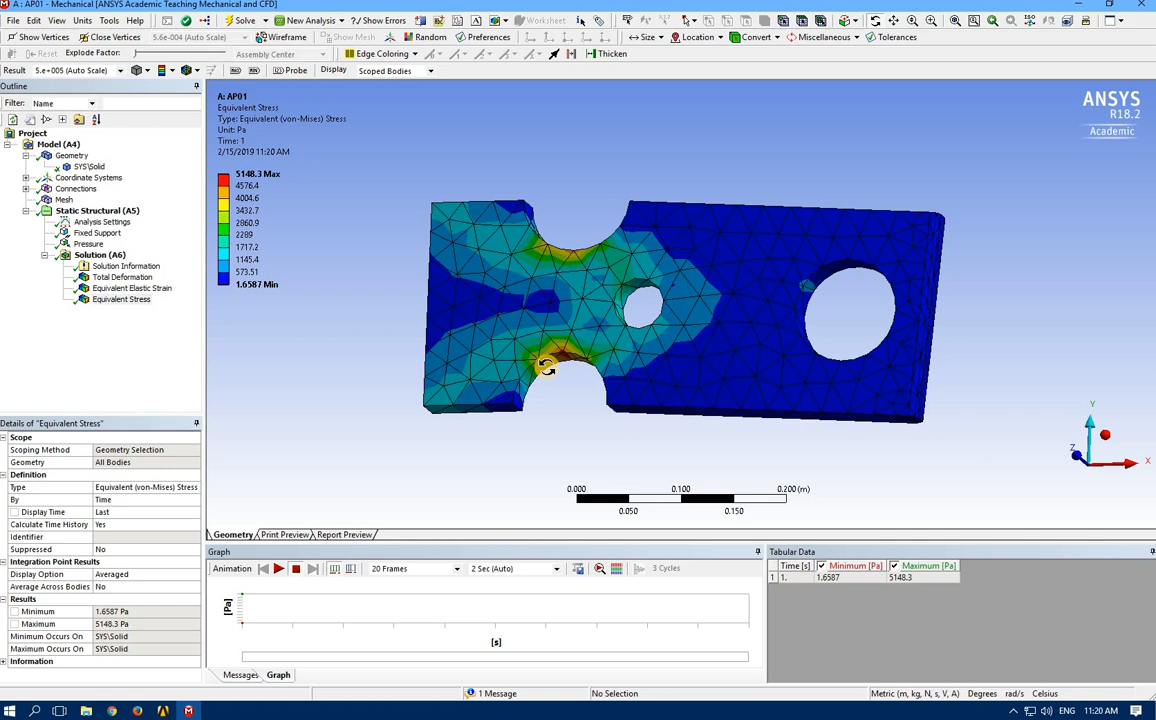 A : AP01 - Mechanical [ANSYS Academic Teaching Mechanical and CFD]
File Edit View Units Tools Help Solve New Analysis ?/ Show Errors Worksheet
Show Vertices Close Vertices 5.6e-004 (Auto Scale) Wireframe Show Mesh Random Preferences Size Location Convert Miscellaneous Tolerances
Reset Explode Factor: Assembly Center Edge Coloring Thicken
Result 5.e+005 (Auto Scale) Probe Display Scoped Bodies
Outline
Filter: Name
Project
Model (A4)
Geometry
SYS\Solid
Coordinate Systems
Connections
Mesh
Static Structural (A5)
Analysis Settings
Fixed Support
Pressure
Solution (A6)
Solution Information
Total Deformation
Equivalent Elastic Strain
Equivalent Stress
A: AP01
Equivalent Stress
Type: Equivalent (von-Mises) Stress
Unit: Pa
Time: 1
2/15/2019 11:20 AM
5148.3 Max
4576.4
4004.6
3432.7
2860.9
2289
1717.2
1145.4
573.51
1.6587 Min
ANSYS
R18.2
Academic
Y
Z
X
0.000 0.100 0.200 (m)
0.050 0.150
Geometry Print Preview Report Preview
Details of "Equivalent Stress"
Scope
Scoping Method Geometry Selection
Geometry All Bodies
Definition
Type Equivalent (von-Mises) Stress
By Time
Display Time Last
Calculate Time History Yes
Identifier
Suppressed No
Integration Point Results
Display Option Averaged
Average Across Bodies No
Results
Minimum 1.6587 Pa
Maximum 5148.3 Pa
Minimum Occurs On SYS\Solid
Maximum Occurs On SYS\Solid
Information
Graph
Animation 20 Frames 2 Sec (Auto) 3 Cycles
[Pa]
[s]
Messages Graph
Tabular Data
Time [s] Minimum [Pa] Maximum [Pa]
1 1. 1.6587 5148.3
1 Message No Selection Metric (m, kg, N, s, V, A) Degrees rad/s Celsius
ENG 11:20 AM